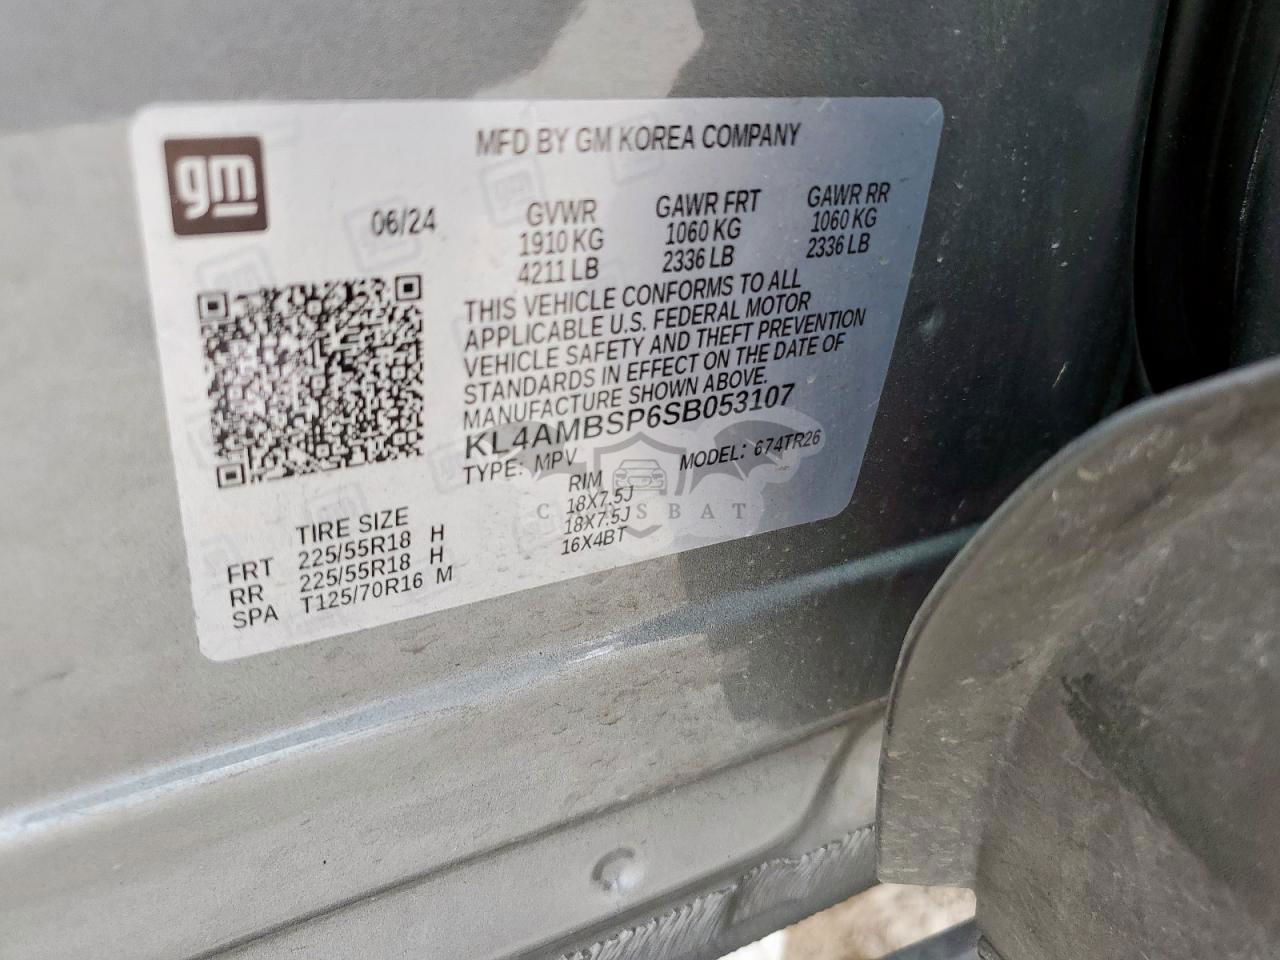 gm
MFD BY GM KOREA COMPANY
06/24
GVWR GAWR FRT GAWR RR
1910 KG 1060 KG 1060 KG
4211 LB 2336 LB 2336 LB
THIS VEHICLE CONFORMS TO ALL
APPLICABLE U.S. FEDERAL MOTOR
VEHICLE SAFETY AND THEFT PREVENTION
STANDARDS IN EFFECT ON THE DATE OF
MANUFACTURE SHOWN ABOVE.
KL4AMBSP6SB053107
TYPE: MPV MODEL: 674TR26
TIRE SIZE RIM
FRT 225/55R18 H 18X7.5J
RR 225/55R18 H 18X7.5J
SPA T125/70R16 M 16X4BT
CARSBAT